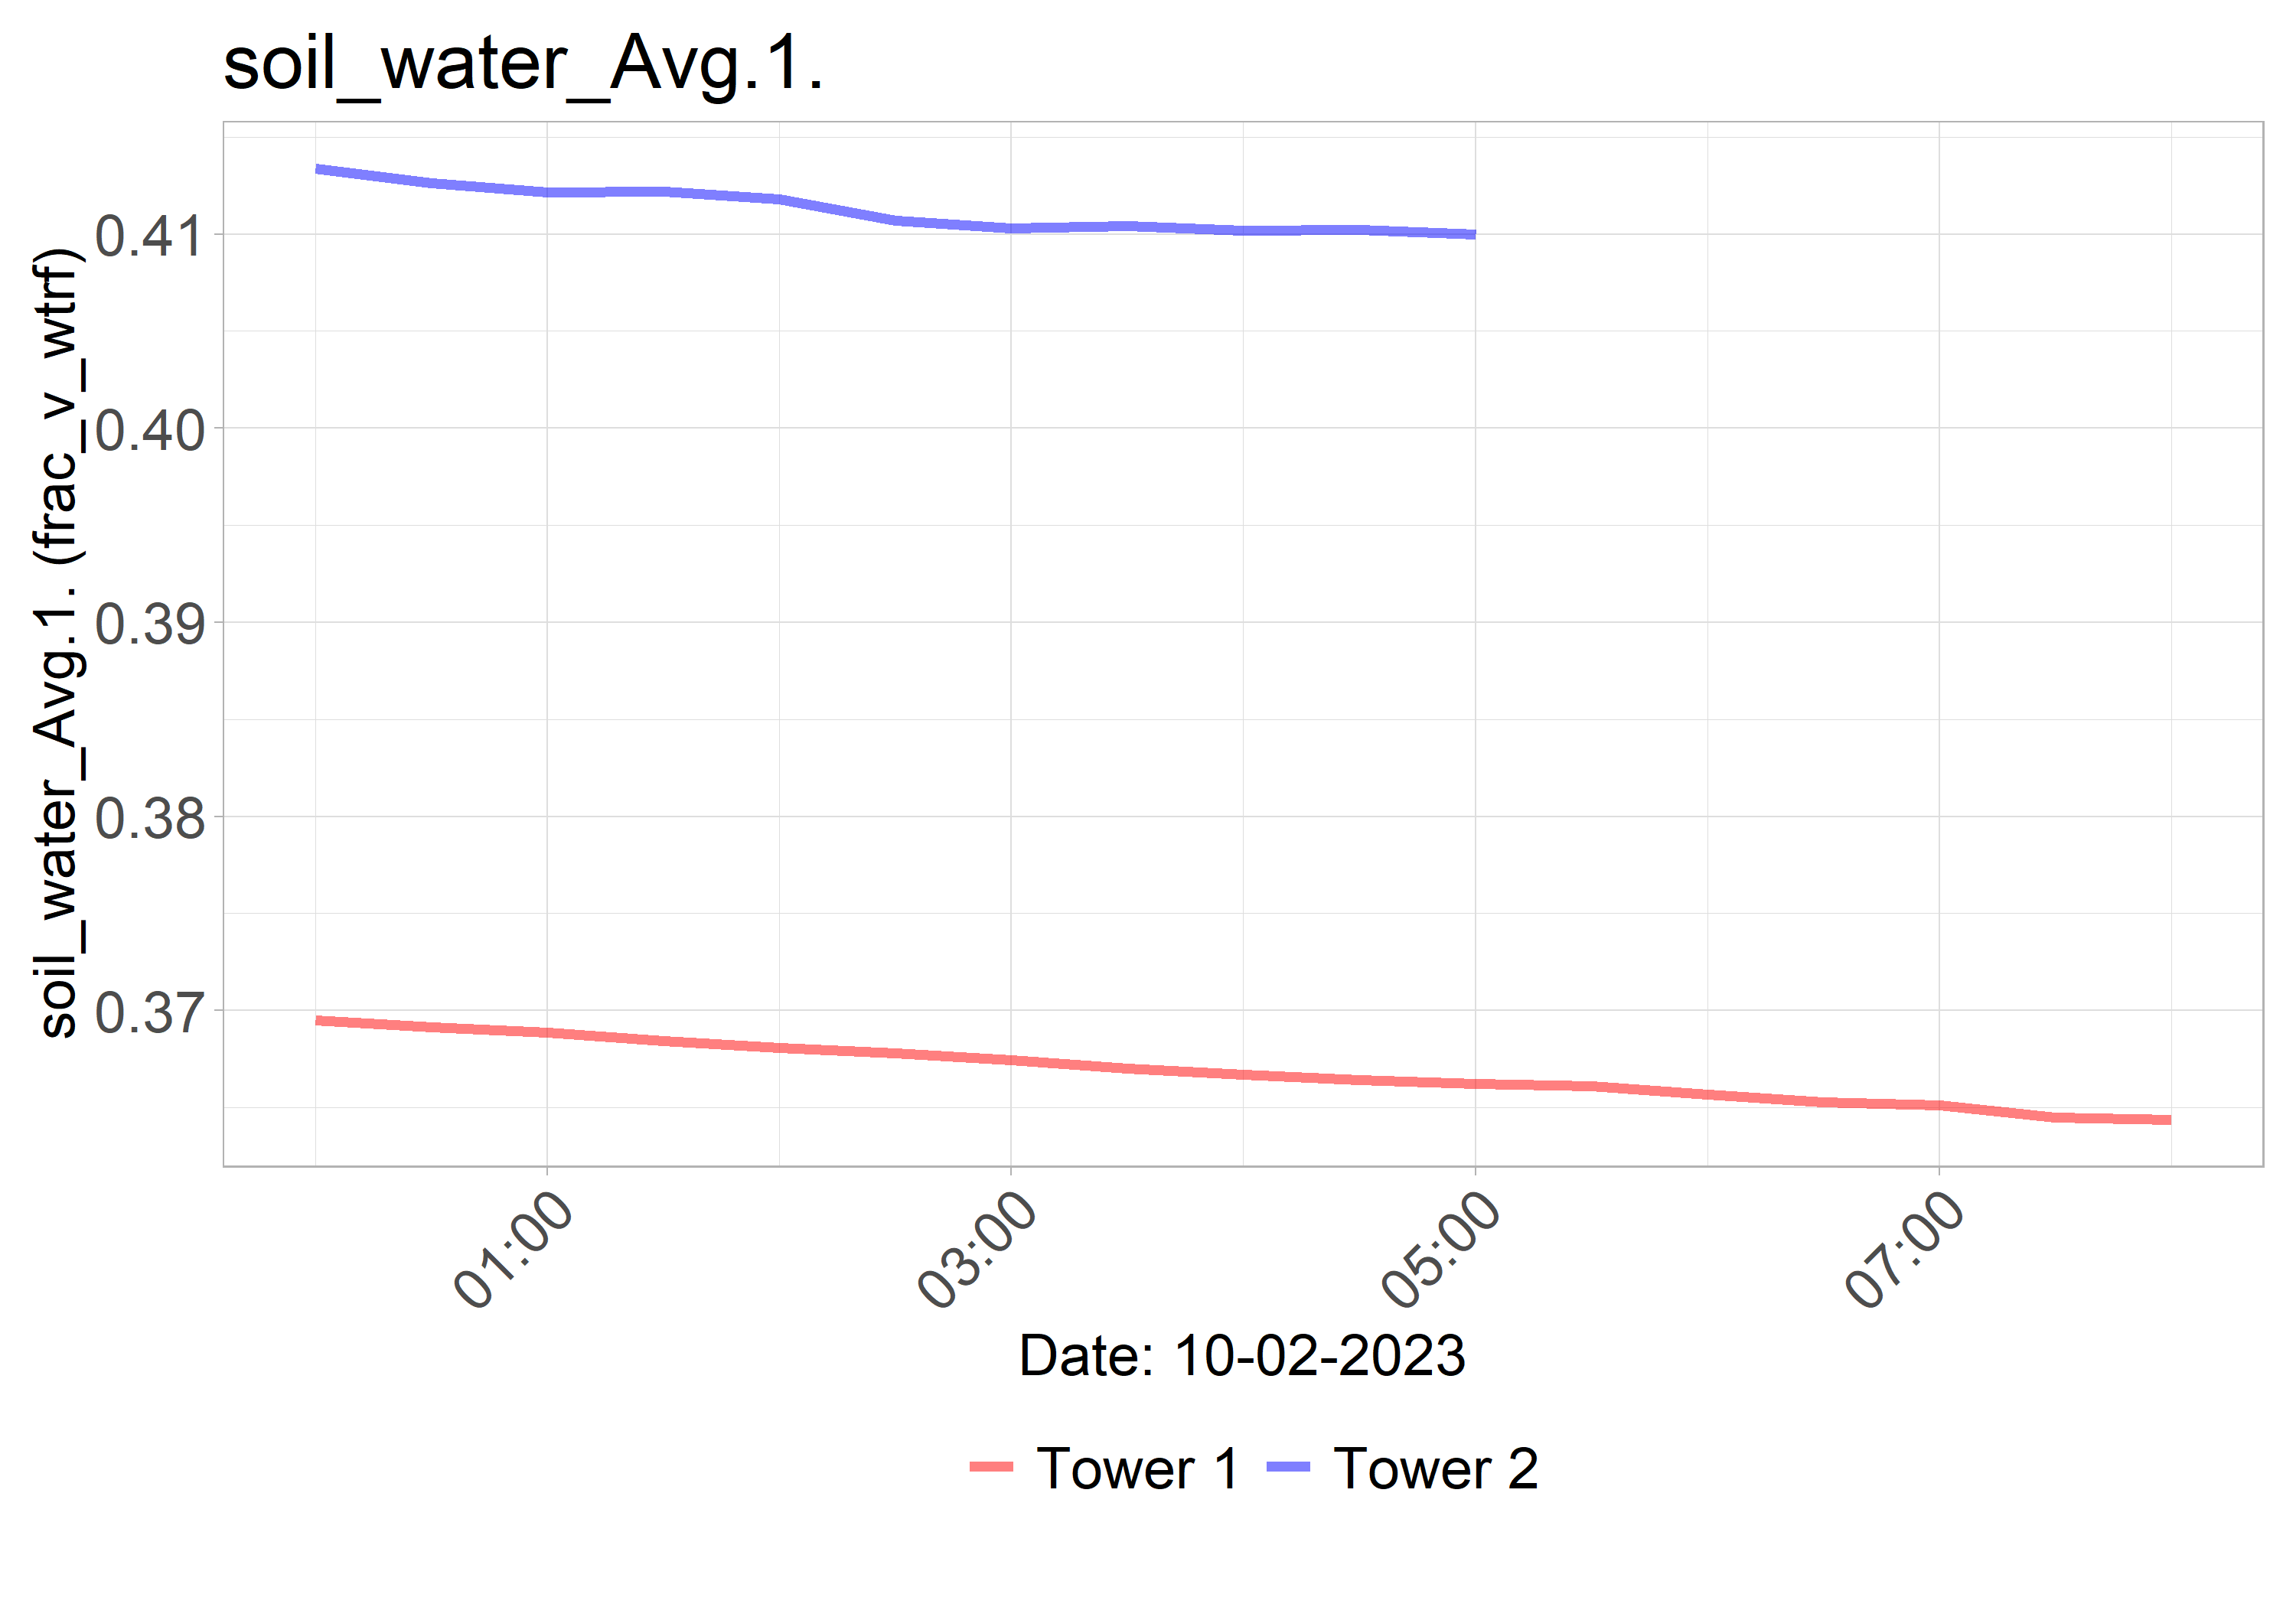 soil_water_Avg.1.
soil_water_Avg.1. (frac_v_wtrf)
0.41
0.40
0.39
0.38
0.37
01:00
03:00
05:00
07:00
Date: 10-02-2023
Tower 1
Tower 2